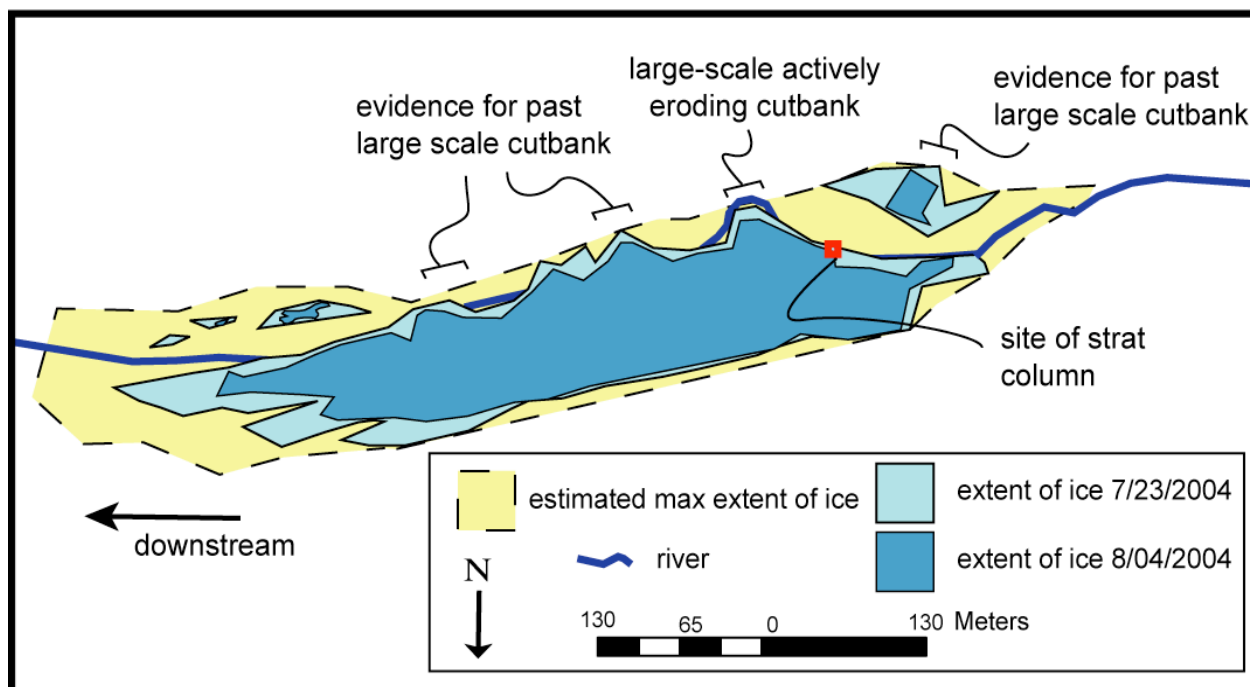 large-scale actively
eroding cutbank
evidence for past
large scale cutbank
evidence for past
large scale cutbank
site of strat
column
downstream
N
estimated max extent of ice
river
extent of ice 7/23/2004
extent of ice 8/04/2004
130 65 0 130 Meters